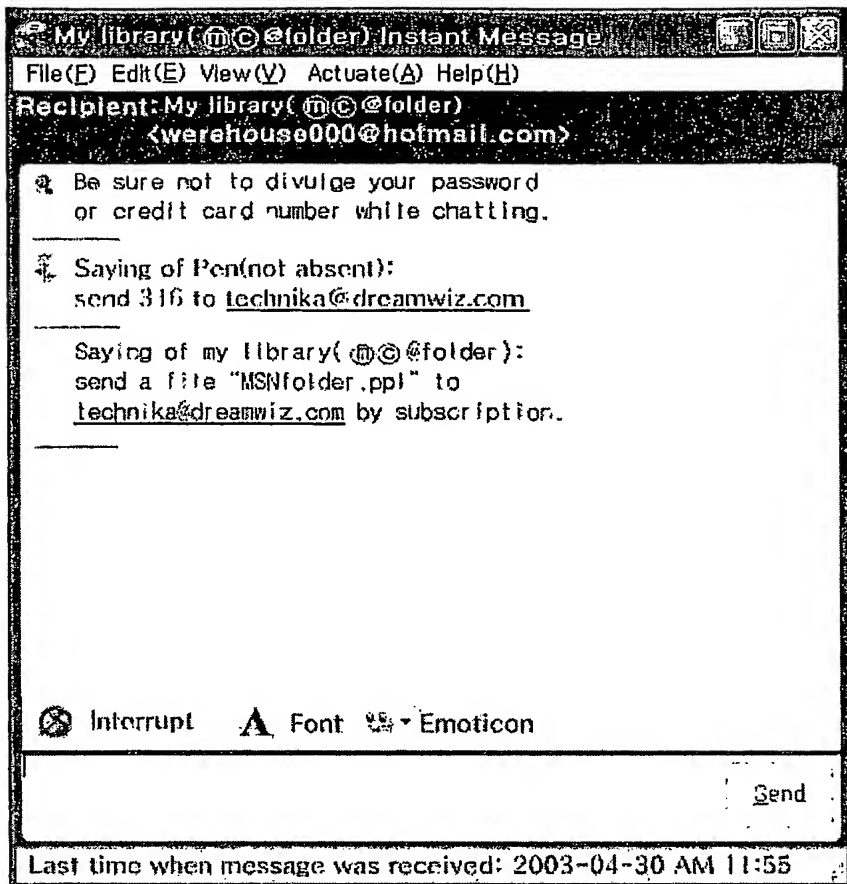 My library(ⓜⓒ@folder) Instant Message
File(F) Edit(E) View(V) Actuate(A) Help(H)
Recipient:My library(ⓜⓒ@folder)
<werehouse000@hotmail.com>
Be sure not to divulge your password
or credit card number while chatting.
Saying of Pen(not absent):
send 316 to technika@dreamwiz.com
Saying of my library(ⓜⓒ@folder):
send a file "MSNfolder.ppl" to
technika@dreamwiz.com by subscription.
Interrupt A Font Emoticon
Send
Last time when message was received: 2003-04-30 AM 11:55